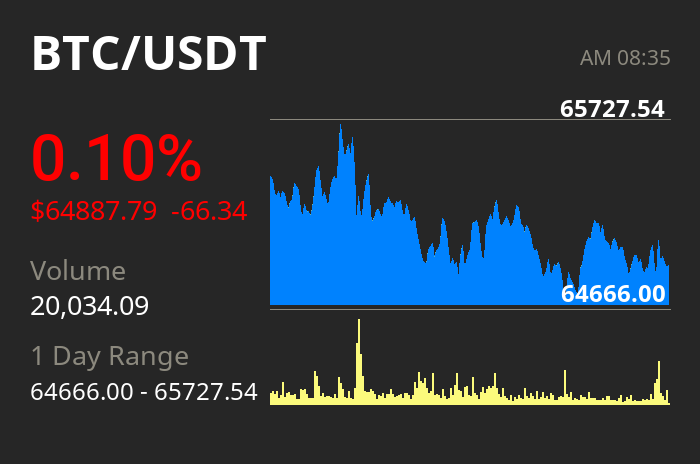 BTC/USDT
AM 08:35
65727.54
0.10%
$64887.79 -66.34
Volume
20,034.09
64666.00
1 Day Range
64666.00 - 65727.54